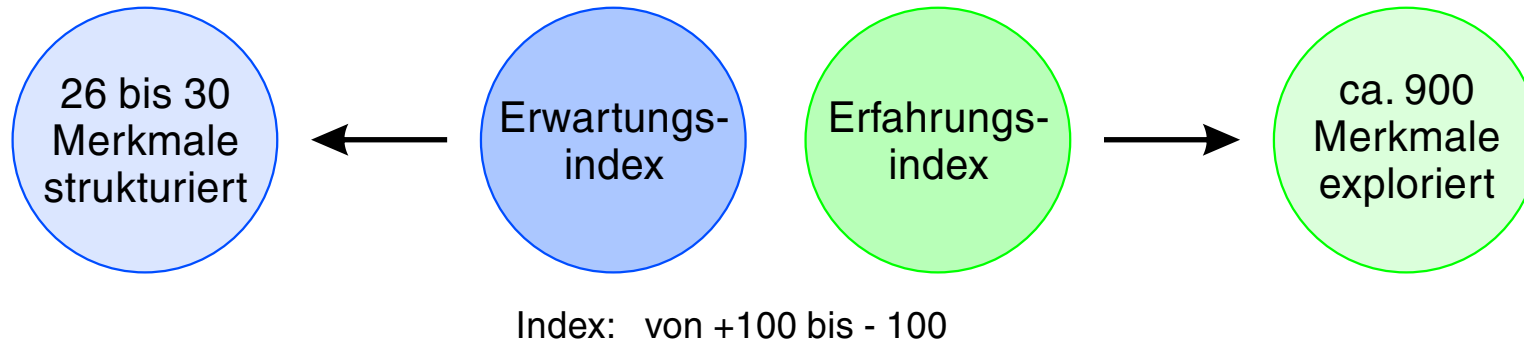 26 bis 30
Merkmale
strukturiert
Erwartungs-
index
Erfahrungs-
index
ca. 900
Merkmale
exploriert
Index: von +100 bis - 100